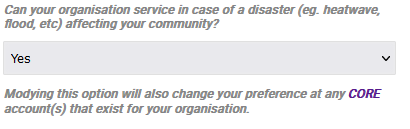 Can your organisation service in case of a disaster (eg. heatwave,
flood, etc) affecting your community?
Yes
Modying this option will also change your preference at any CORE
account(s) that exist for your organisation.